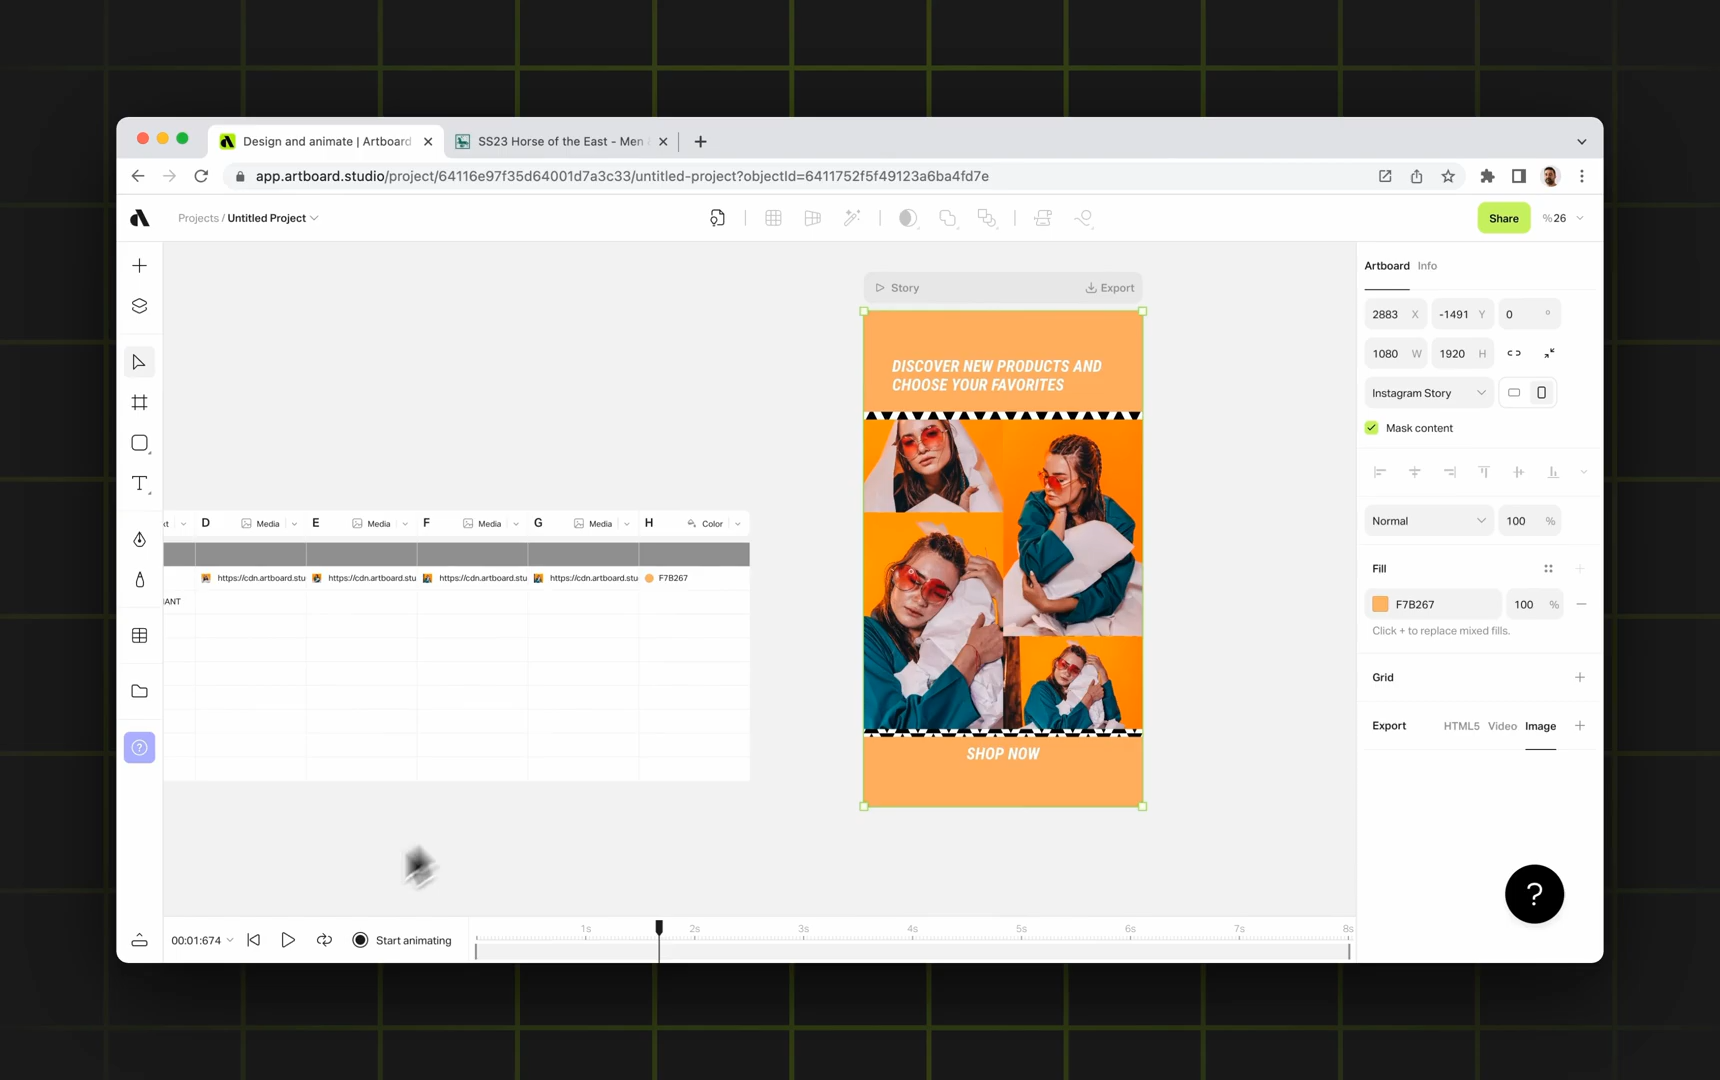 Design and animate | Artboard
SS23 Horse of the East - Men
app.artboard.studio/project/64116e97f35d64001d7a3c33/untitled-project?objectId=6411752f5f49123a6ba4fd7e
Projects / Untitled Project
Share
%26
Story
Export
DISCOVER NEW PRODUCTS AND
CHOOSE YOUR FAVORITES
SHOP NOW
D Media E Media F Media G Media H Color
https://cdn.artboard.stu https://cdn.artboard.stu https://cdn.artboard.stu https://cdn.artboard.stu F7B267
IANT
Artboard Info
2883 X -1491 Y 0 °
1080 W 1920 H
Instagram Story
Mask content
Normal 100 %
Fill
F7B267 100 %
Click + to replace mixed fills.
Grid
Export HTML5 Video Image
?
00:01:674 Start animating
1s 2s 3s 4s 5s 6s 7s 8s